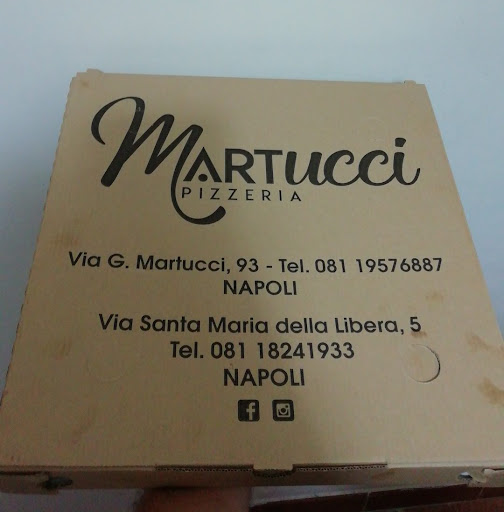 Martucci
PIZZERIA
Via G. Martucci, 93 - Tel. 081 19576887
NAPOLI
Via Santa Maria della Libera, 5
Tel. 081 18241933
NAPOLI